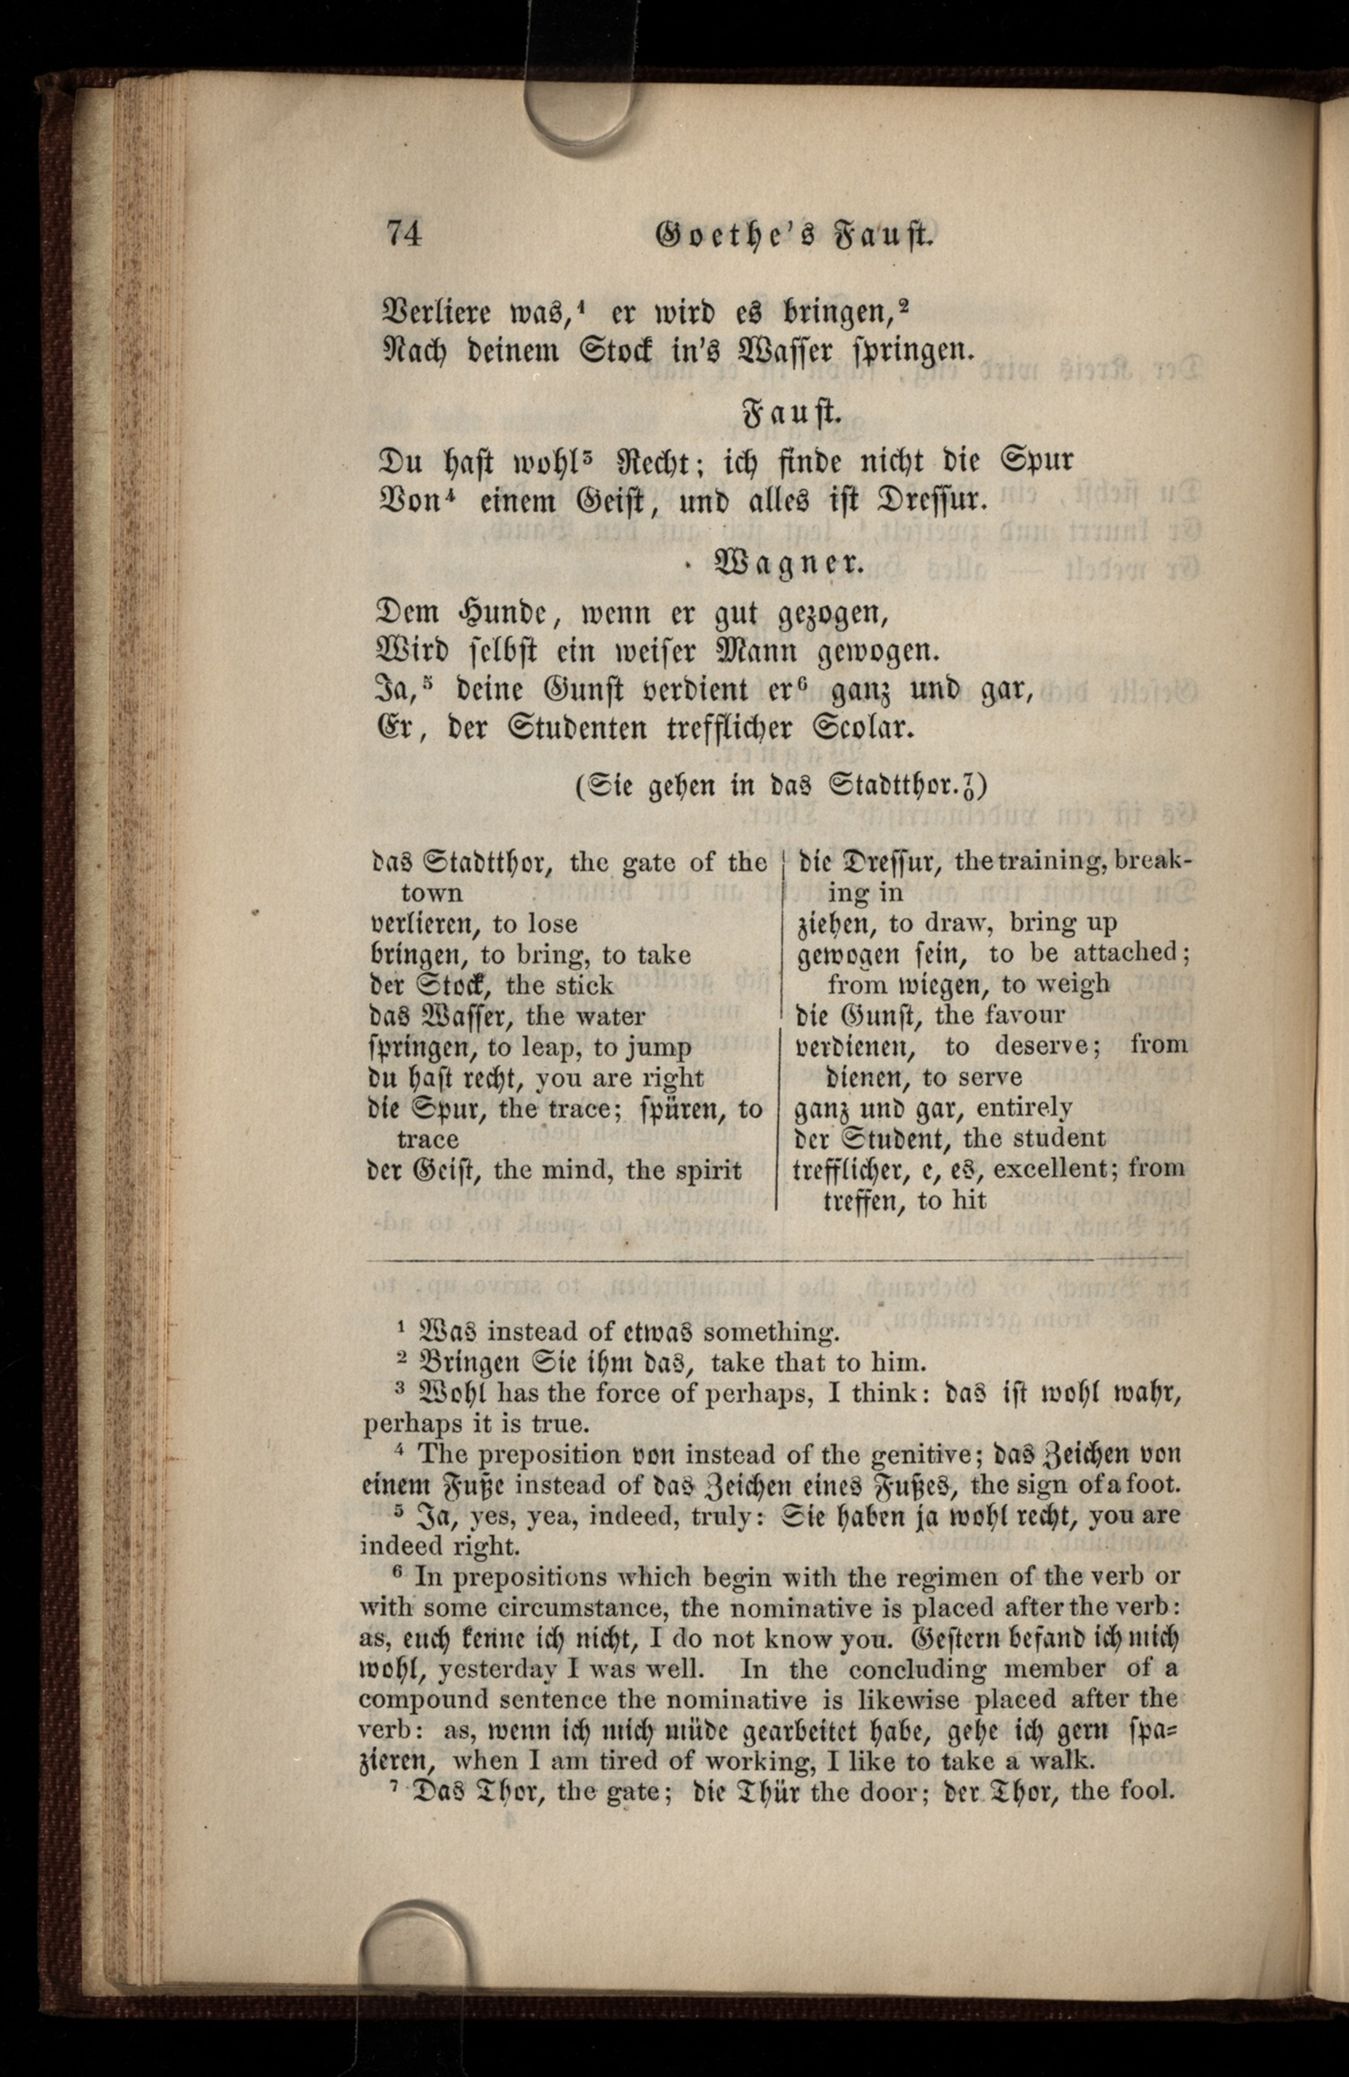 74
Goethe's Faust.
Verliere was,¹ er wird es bringen,²
Nach deinem Stock in's Wasser springen.
Faust.
Du hast wohl³ Recht; ich finde nicht die Spur
Von⁴ einem Geist, und alles ist Dressur.
Wagner.
Dem Hunde, wenn er gut gezogen,
Wird selbst ein weiser Mann gewogen.
Ja,⁵ deine Gunst verdient er⁶ ganz und gar,
Er, der Studenten trefflicher Scolar.
(Sie gehen in das Stadtthor.⁷)
das Stadtthor, the gate of the
town
verlieren, to lose
bringen, to bring, to take
der Stock, the stick
das Wasser, the water
springen, to leap, to jump
du hast recht, you are right
die Spur, the trace; spüren, to
trace
der Geist, the mind, the spirit
die Dressur, the training, break-
ing in
ziehen, to draw, bring up
gewogen sein, to be attached;
from wiegen, to weigh
die Gunst, the favour
verdienen, to deserve; from
dienen, to serve
ganz und gar, entirely
der Student, the student
trefflicher, e, es, excellent; from
treffen, to hit
¹ Was instead of etwas something.
² Bringen Sie ihm das, take that to him.
³ Wohl has the force of perhaps, I think: das ist wohl wahr,
perhaps it is true.
⁴ The preposition von instead of the genitive; das Zeichen von
einem Fuße instead of das Zeichen eines Fußes, the sign of a foot.
⁵ Ja, yes, yea, indeed, truly: Sie haben ja wohl recht, you are
indeed right.
⁶ In prepositions which begin with the regimen of the verb or
with some circumstance, the nominative is placed after the verb:
as, euch kenne ich nicht, I do not know you. Gestern befand ich mich
wohl, yesterday I was well. In the concluding member of a
compound sentence the nominative is likewise placed after the
verb: as, wenn ich mich müde gearbeitet habe, gehe ich gern spa-
zieren, when I am tired of working, I like to take a walk.
⁷ Das Thor, the gate; die Thür the door; der Thor, the fool.